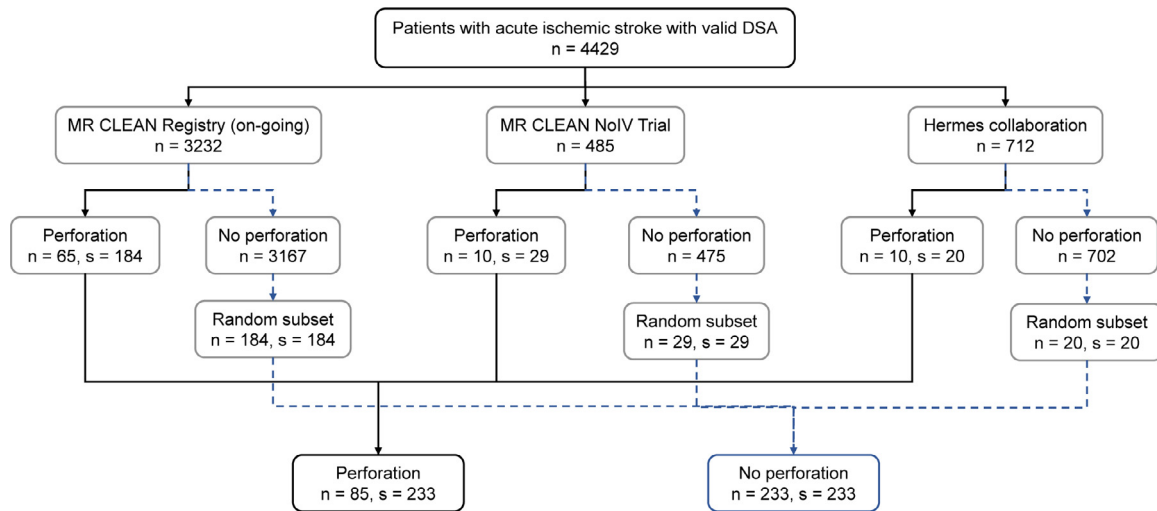 Patients with acute ischemic stroke with valid DSA
n = 4429
MR CLEAN Registry (on-going)
n = 3232
MR CLEAN NoIV Trial
n = 485
Hermes collaboration
n = 712
Perforation
n = 65, s = 184
No perforation
n = 3167
Perforation
n = 10, s = 29
No perforation
n = 475
Perforation
n = 10, s = 20
No perforation
n = 702
Random subset
n = 184, s = 184
Random subset
n = 29, s = 29
Random subset
n = 20, s = 20
Perforation
n = 85, s = 233
No perforation
n = 233, s = 233